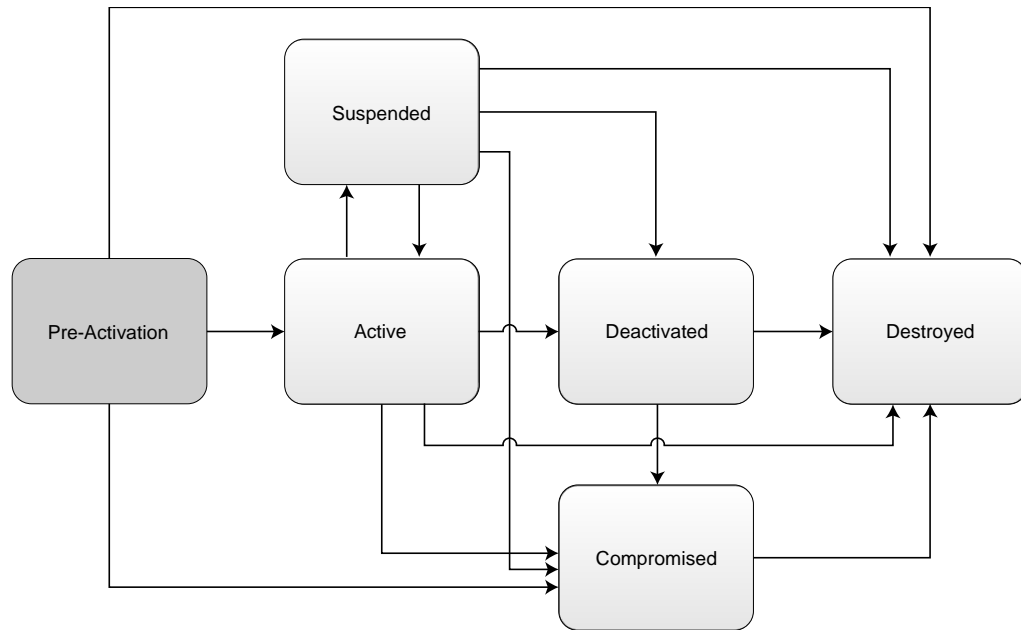 Suspended
Pre-Activation
Active
Deactivated
Destroyed
Compromised